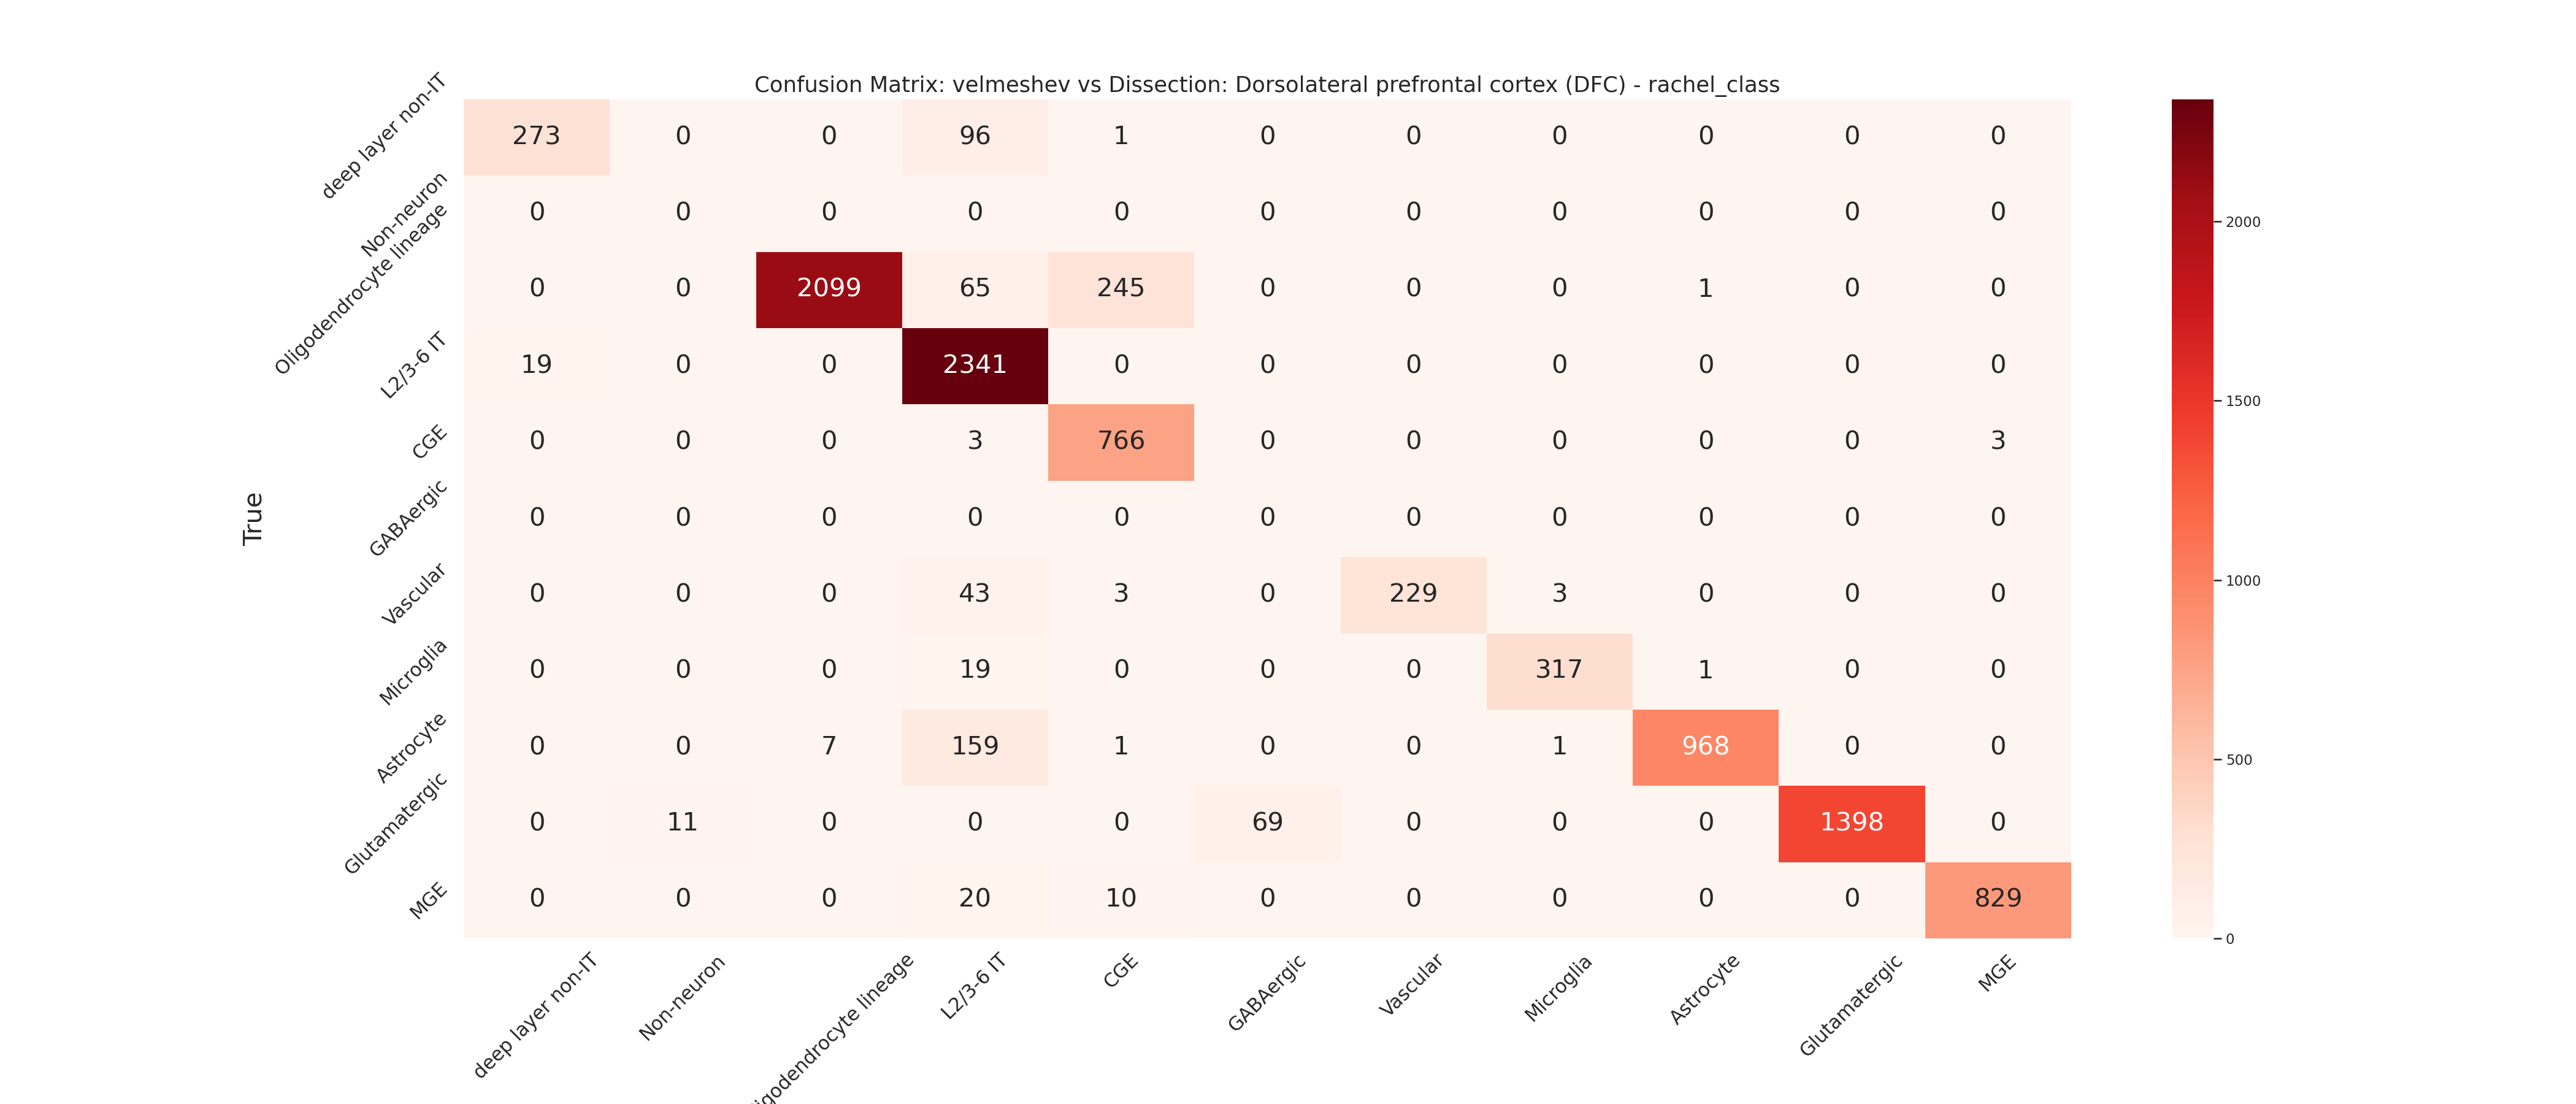 Confusion Matrix: velmeshev vs Dissection: Dorsolateral prefrontal cortex (DFC) - rachel_class
True
deep layer non-IT 273 0 0 96 1 0 0 0 0 0 0
Non-neuron 0 0 0 0 0 0 0 0 0 0 0
Oligodendrocyte lineage 0 0 2099 65 245 0 0 0 1 0 0
L2/3-6 IT 19 0 0 2341 0 0 0 0 0 0 0
CGE 0 0 0 3 766 0 0 0 0 0 3
GABAergic 0 0 0 0 0 0 0 0 0 0 0
Vascular 0 0 0 43 3 0 229 3 0 0 0
Microglia 0 0 0 19 0 0 0 317 1 0 0
Astrocyte 0 0 7 159 1 0 0 1 968 0 0
Glutamatergic 0 11 0 0 0 69 0 0 0 1398 0
MGE 0 0 0 20 10 0 0 0 0 0 829
deep layer non-IT Non-neuron igodendrocyte lineage L2/3-6 IT CGE GABAergic Vascular Microglia Astrocyte Glutamatergic MGE
2000
1500
1000
500
0